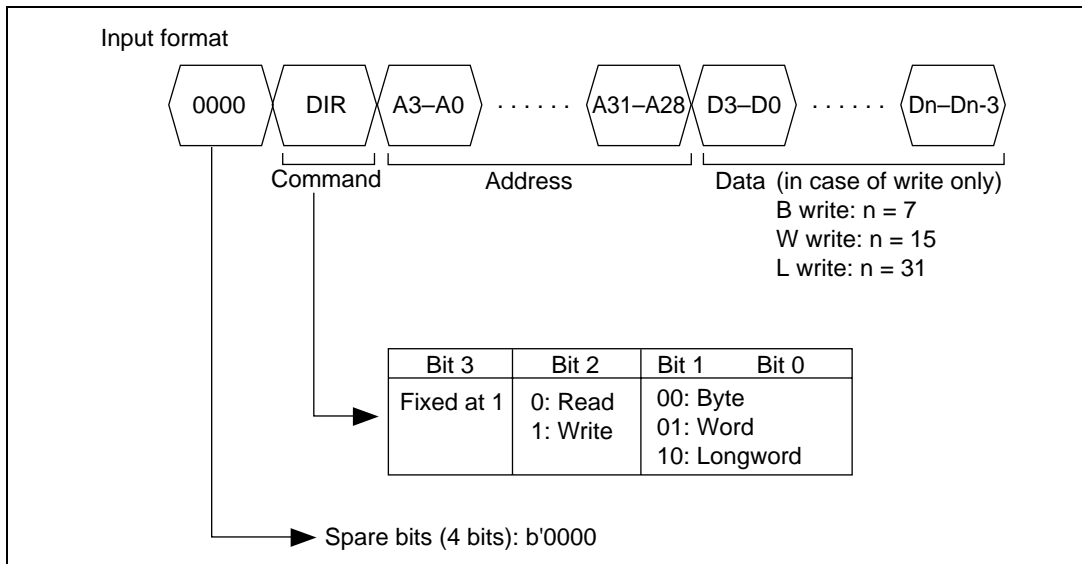 Input format
0000 DIR A3–A0 · · · · · · A31–A28 D3–D0 · · · · · · Dn–Dn-3
Command Address Data (in case of write only)
B write: n = 7
W write: n = 15
L write: n = 31
Bit 3 Bit 2 Bit 1 Bit 0
Fixed at 1 0: Read 00: Byte
1: Write 01: Word
10: Longword
Spare bits (4 bits): b'0000